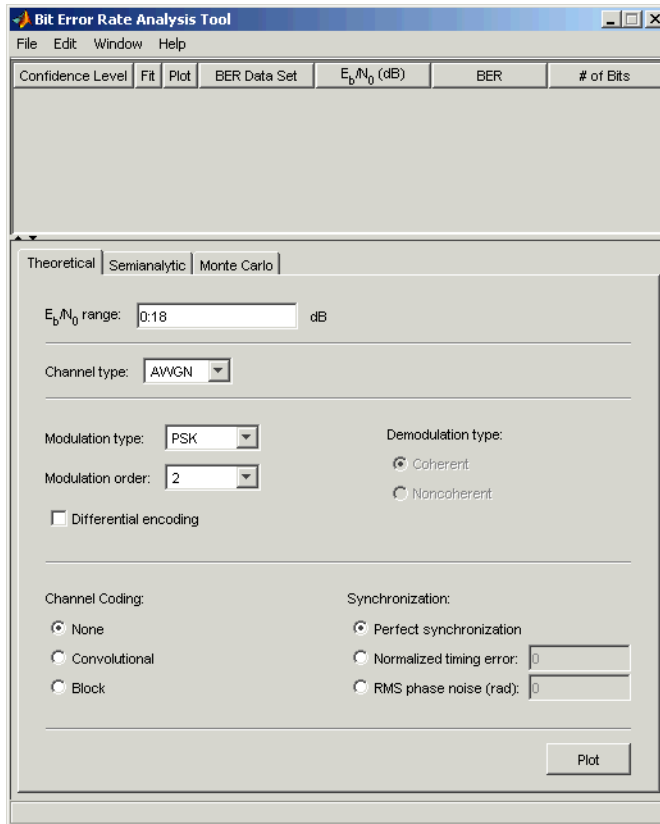 Bit Error Rate Analysis Tool
File Edit Window Help
Confidence Level Fit Plot BER Data Set Eb/N0 (dB) BER # of Bits
Theoretical Semianalytic Monte Carlo
Eb/N0 range: 0:18 dB
Channel type: AWGN
Modulation type: PSK Demodulation type:
Modulation order: 2 Coherent
Noncoherent
Differential encoding
Channel Coding: Synchronization:
None Perfect synchronization
Convolutional Normalized timing error: 0
Block RMS phase noise (rad): 0
Plot